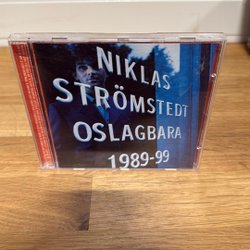 NIKLAS
STRÖMSTEDT
OSLAGBARA
1989-99